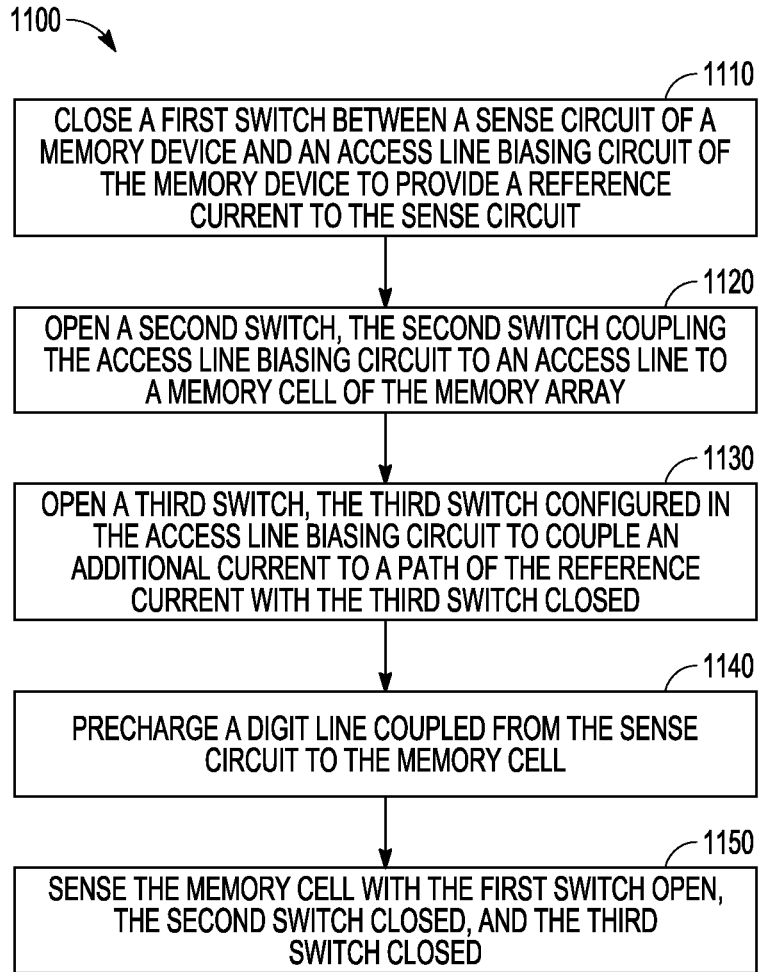 1100
1110
CLOSE A FIRST SWITCH BETWEEN A SENSE CIRCUIT OF A
MEMORY DEVICE AND AN ACCESS LINE BIASING CIRCUIT OF
THE MEMORY DEVICE TO PROVIDE A REFERENCE
CURRENT TO THE SENSE CIRCUIT
1120
OPEN A SECOND SWITCH, THE SECOND SWITCH COUPLING
THE ACCESS LINE BIASING CIRCUIT TO AN ACCESS LINE TO
A MEMORY CELL OF THE MEMORY ARRAY
1130
OPEN A THIRD SWITCH, THE THIRD SWITCH CONFIGURED IN
THE ACCESS LINE BIASING CIRCUIT TO COUPLE AN
ADDITIONAL CURRENT TO A PATH OF THE REFERENCE
CURRENT WITH THE THIRD SWITCH CLOSED
1140
PRECHARGE A DIGIT LINE COUPLED FROM THE SENSE
CIRCUIT TO THE MEMORY CELL
1150
SENSE THE MEMORY CELL WITH THE FIRST SWITCH OPEN,
THE SECOND SWITCH CLOSED, AND THE THIRD
SWITCH CLOSED